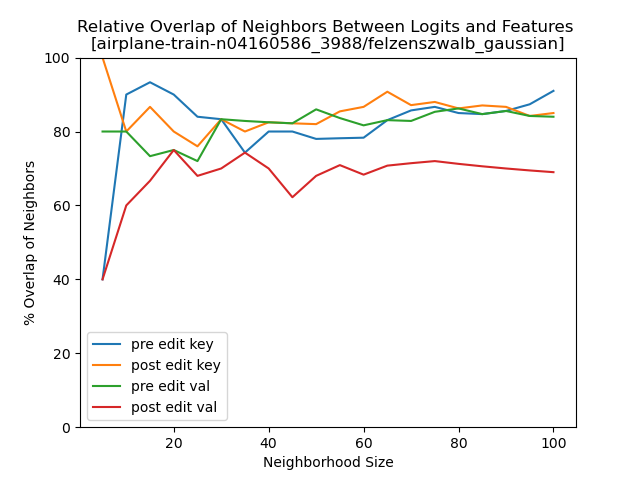 Relative Overlap of Neighbors Between Logits and Features
[airplane-train-n04160586_3988/felzenszwalb_gaussian]
100
80
60
40
20
0
% Overlap of Neighbors
pre edit key
post edit key
pre edit val
post edit val
20 40 60 80 100
Neighborhood Size